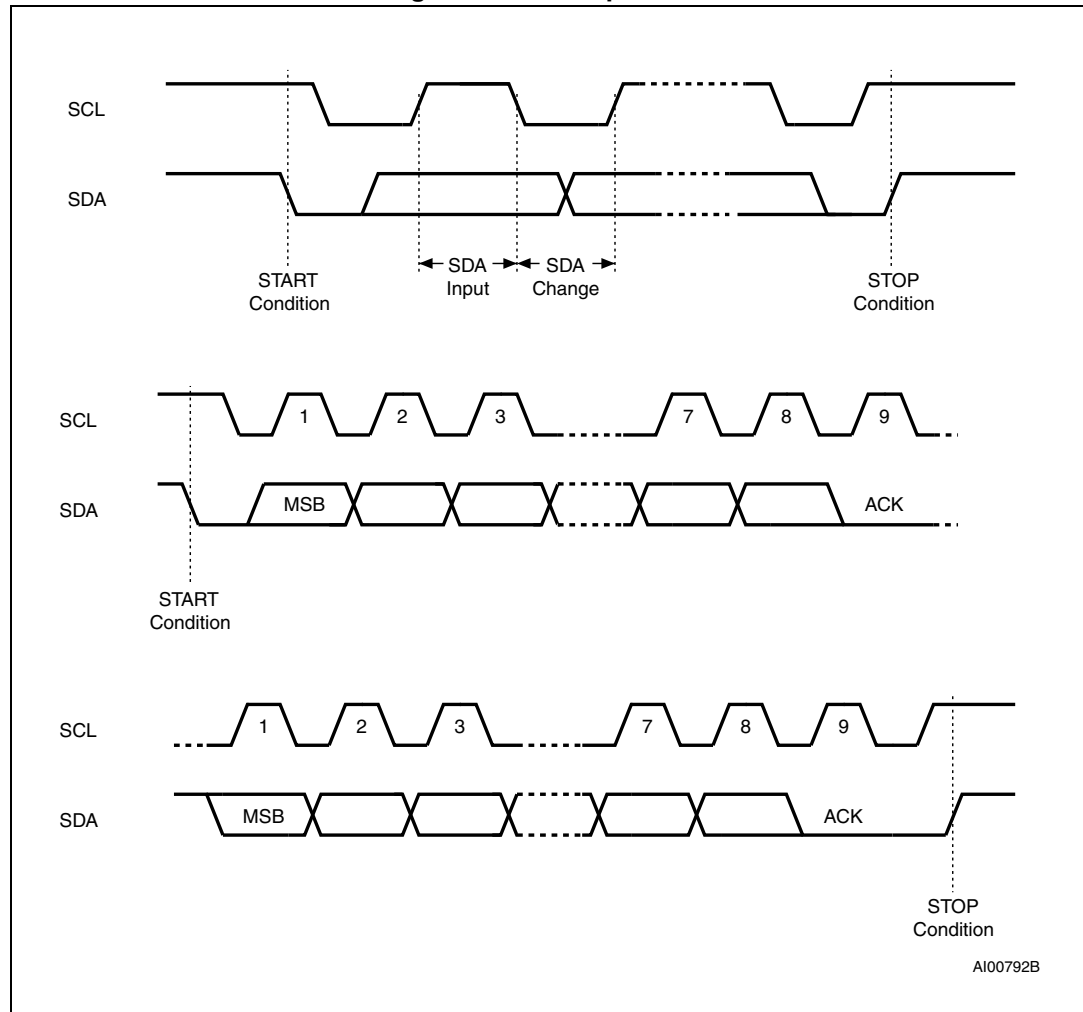 SCL
SDA
START
Condition
SDA
Input
SDA
Change
STOP
Condition
SCL
1 2 3 7 8 9
SDA
MSB ACK
START
Condition
SCL
1 2 3 7 8 9
SDA
MSB ACK
STOP
Condition
AI00792B